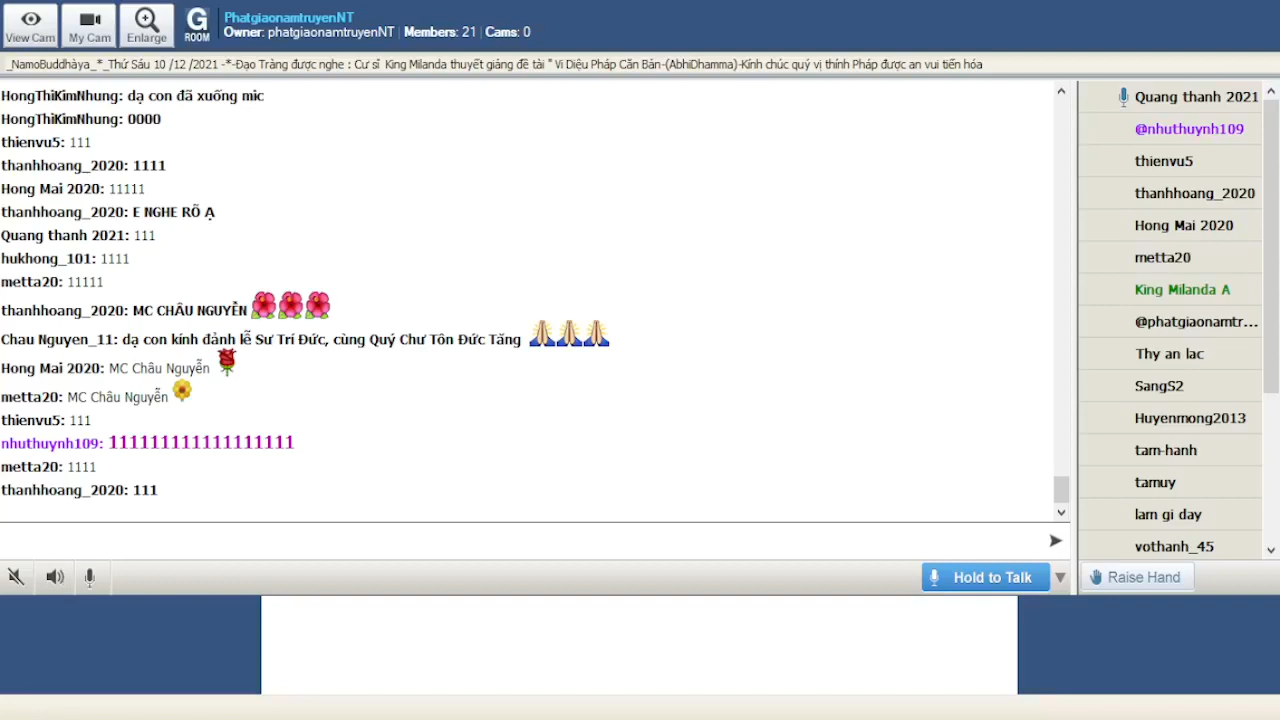 PhatgiaonamtruyenNT
Owner: phatgiaonamtruyenNT | Members: 21 | Cams: 0
View Cam
My Cam
Enlarge
G
ROOM
_NamoBuddhàya_*_Thứ Sáu 10 /12 /2021 -*-Đạo Tràng được nghe : Cư sĩ King Milanda thuyết giảng đề tài " Vi Diệu Pháp Căn Bản-(AbhiDhamma)-Kính chúc quý vị thính Pháp được an vui tiến hóa
HongThiKimNhung: dạ con đã xuống mic
HongThiKimNhung: 0000
thienvu5: 111
thanhhoang_2020: 1111
Hong Mai 2020: 11111
thanhhoang_2020: E NGHE RÕ Ạ
Quang thanh 2021: 111
hukhong_101: 1111
metta20: 11111
thanhhoang_2020: MC CHÂU NGUYỄN
Chau Nguyen_11: dạ con kính đảnh lễ Sư Trí Đức, cùng Quý Chư Tôn Đức Tăng
Hong Mai 2020: MC Châu Nguyễn
metta20: MC Châu Nguyễn
thienvu5: 111
nhuthuynh109: 111111111111111111
metta20: 1111
thanhhoang_2020: 111
Quang thanh 2021
@nhuthuynh109
thienvu5
thanhhoang_2020
Hong Mai 2020
metta20
King Milanda A
@phatgiaonamtr...
Thy an lac
SangS2
Huyenmong2013
tam-hanh
tamuy
lam gi day
vothanh_45
Hold to Talk
Raise Hand